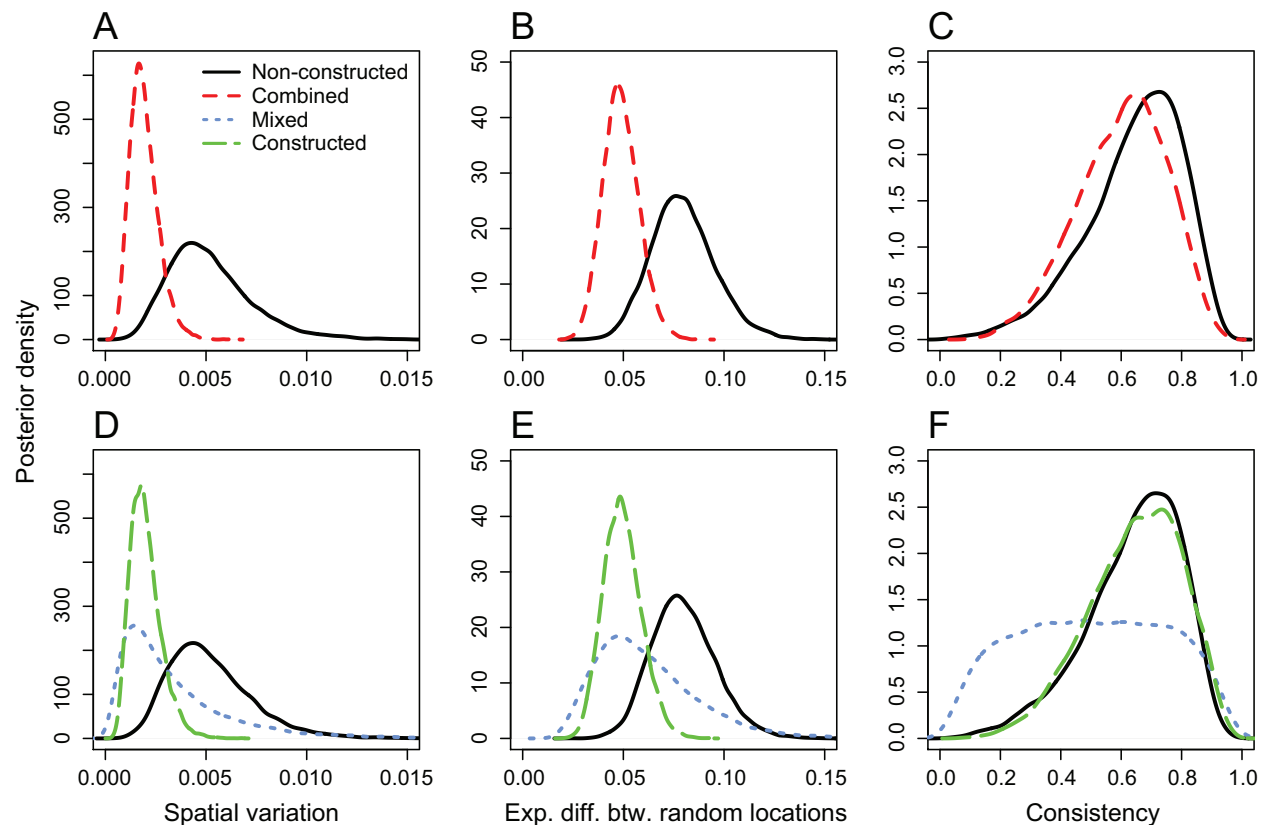 A
B
C
Non-constructed
Combined
Mixed
Constructed
0 100 300 500
0.000 0.005 0.010 0.015
0 10 20 30 40 50
0.00 0.05 0.10 0.15
0.0 0.5 1.0 1.5 2.0 2.5 3.0
0.0 0.2 0.4 0.6 0.8 1.0
Posterior density
D
E
F
0 100 300 500
0.000 0.005 0.010 0.015
0 10 20 30 40 50
0.00 0.05 0.10 0.15
0.0 0.5 1.0 1.5 2.0 2.5 3.0
0.0 0.2 0.4 0.6 0.8 1.0
Spatial variation
Exp. diff. btw. random locations
Consistency